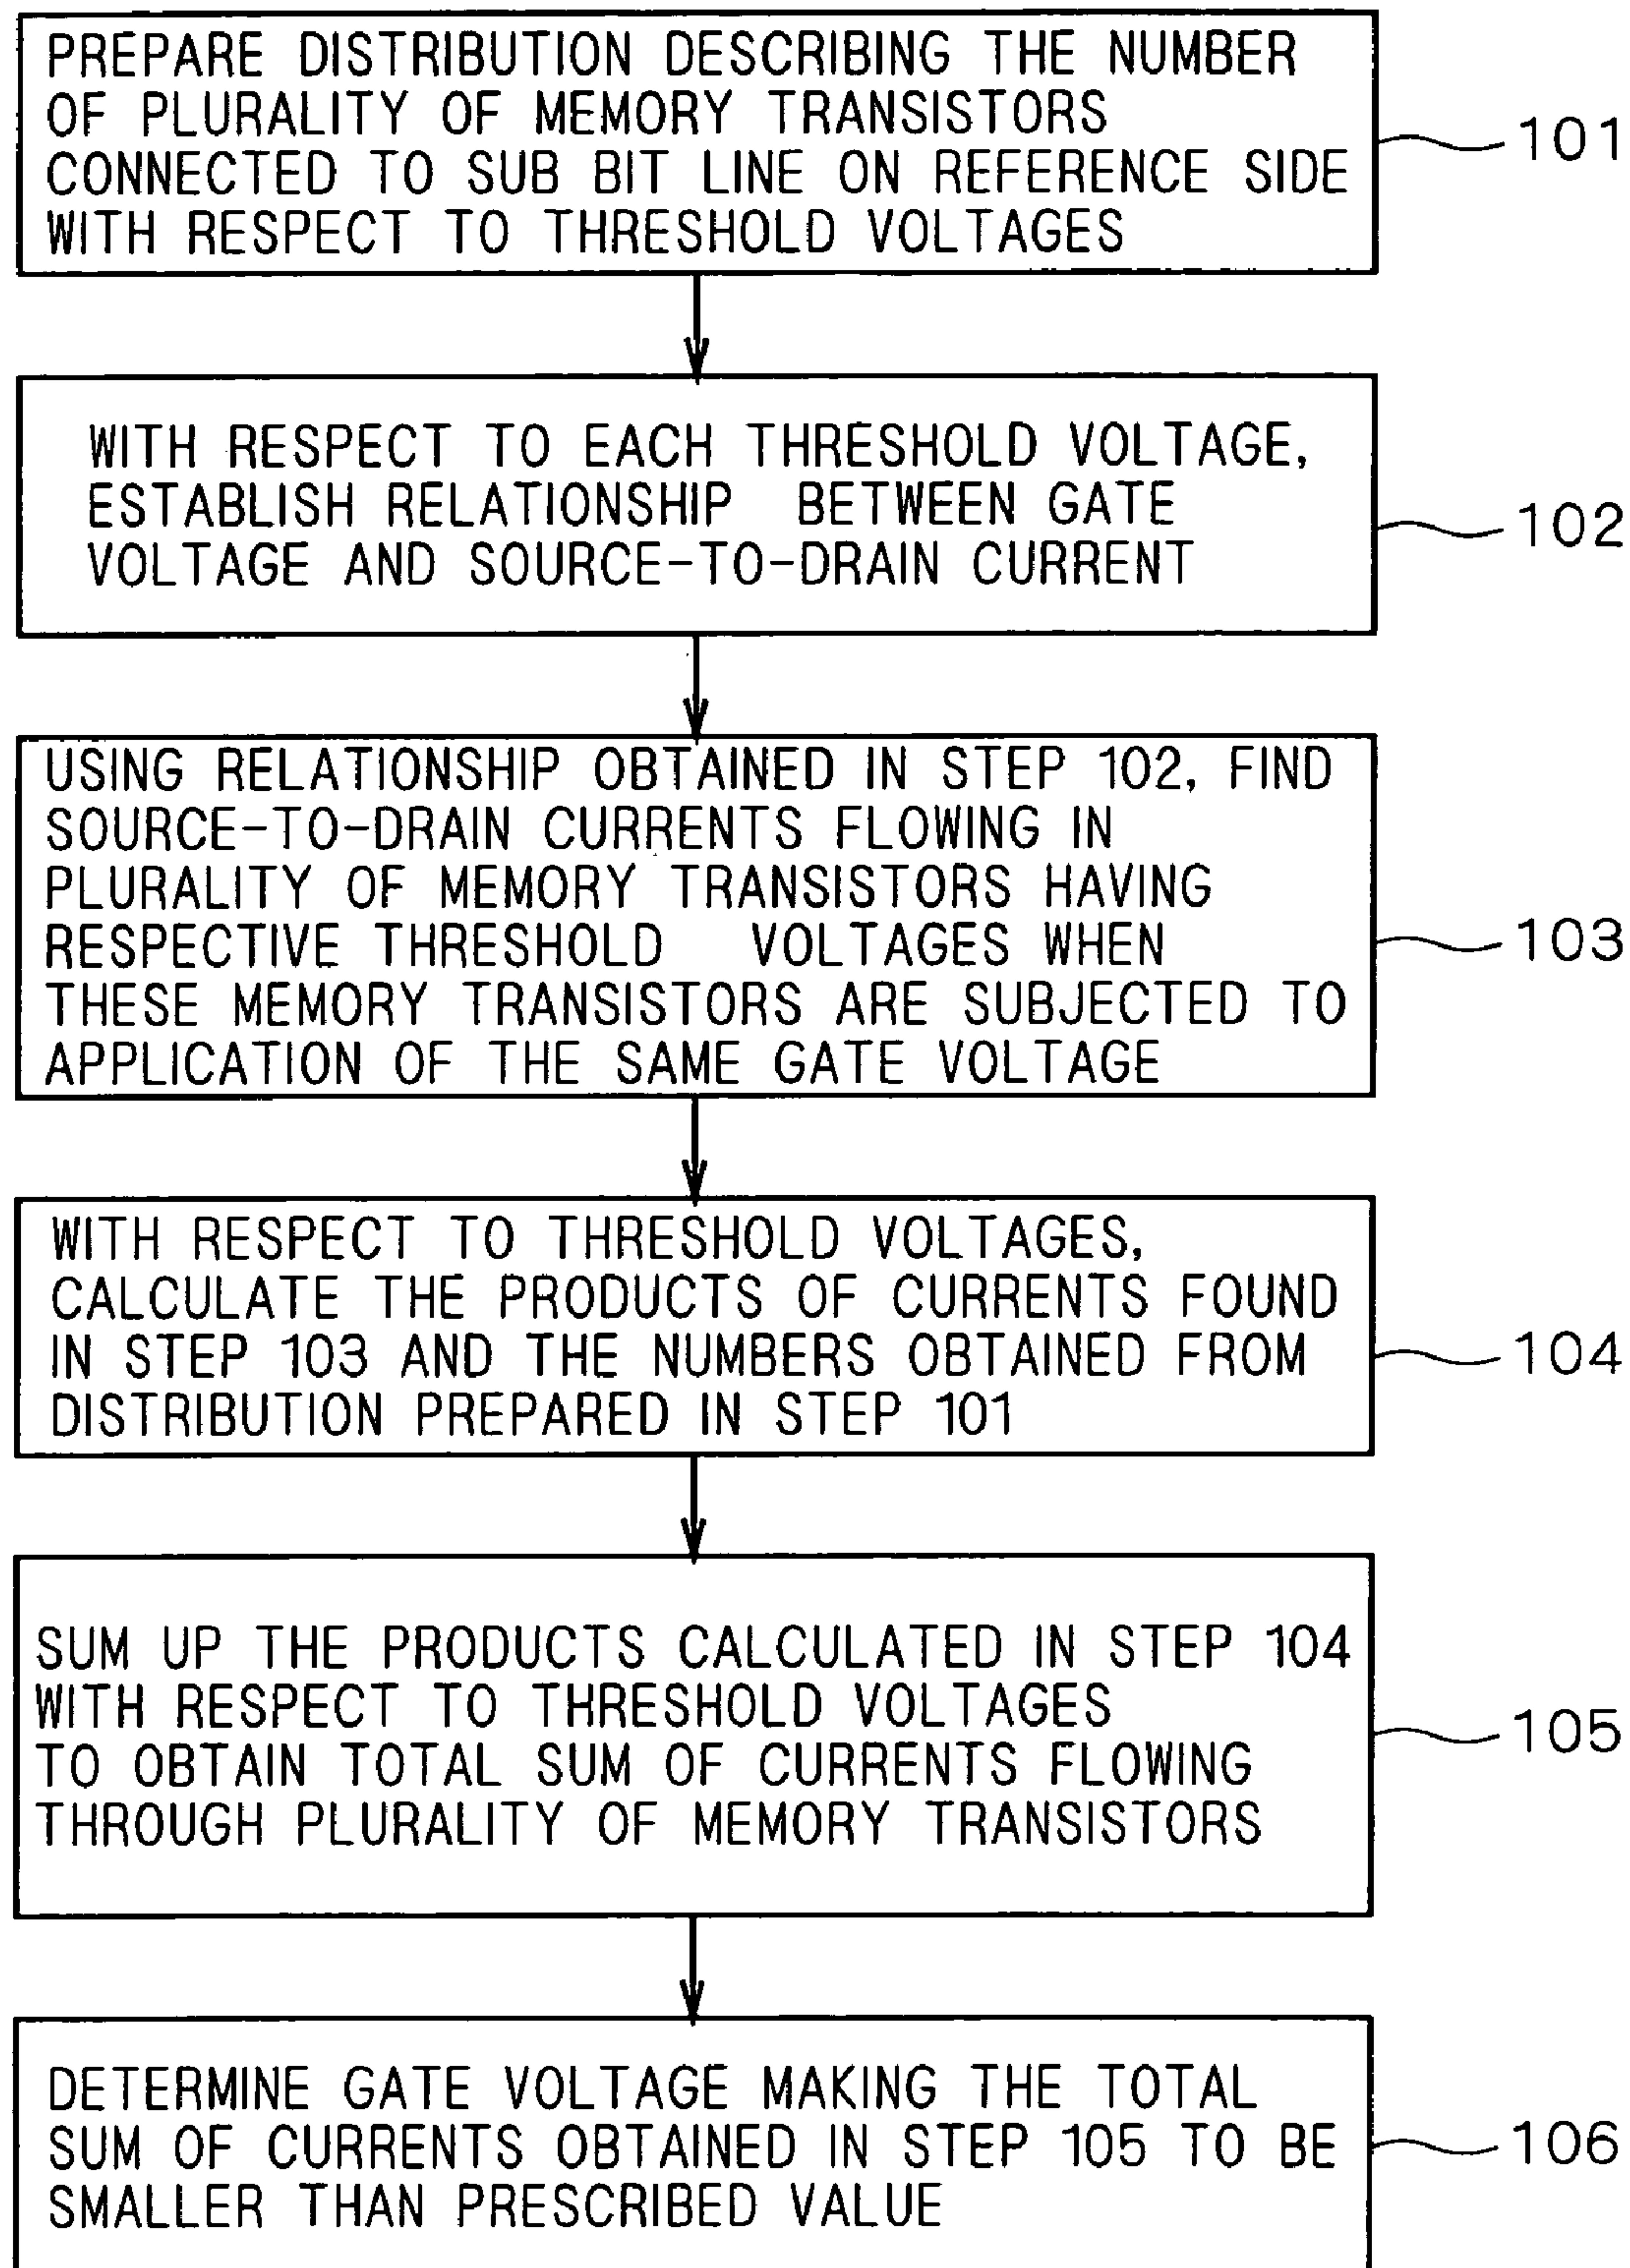 PREPARE DISTRIBUTION DESCRIBING THE NUMBER
OF PLURALITY OF MEMORY TRANSISTORS
CONNECTED TO SUB BIT LINE ON REFERENCE SIDE
WITH RESPECT TO THRESHOLD VOLTAGES
101
WITH RESPECT TO EACH THRESHOLD VOLTAGE,
ESTABLISH RELATIONSHIP BETWEEN GATE
VOLTAGE AND SOURCE-TO-DRAIN CURRENT
102
USING RELATIONSHIP OBTAINED IN STEP 102, FIND
SOURCE-TO-DRAIN CURRENTS FLOWING IN
PLURALITY OF MEMORY TRANSISTORS HAVING
RESPECTIVE THRESHOLD VOLTAGES WHEN
THESE MEMORY TRANSISTORS ARE SUBJECTED TO
APPLICATION OF THE SAME GATE VOLTAGE
103
WITH RESPECT TO THRESHOLD VOLTAGES,
CALCULATE THE PRODUCTS OF CURRENTS FOUND
IN STEP 103 AND THE NUMBERS OBTAINED FROM
DISTRIBUTION PREPARED IN STEP 101
104
SUM UP THE PRODUCTS CALCULATED IN STEP 104
WITH RESPECT TO THRESHOLD VOLTAGES
TO OBTAIN TOTAL SUM OF CURRENTS FLOWING
THROUGH PLURALITY OF MEMORY TRANSISTORS
105
DETERMINE GATE VOLTAGE MAKING THE TOTAL
SUM OF CURRENTS OBTAINED IN STEP 105 TO BE
SMALLER THAN PRESCRIBED VALUE
106